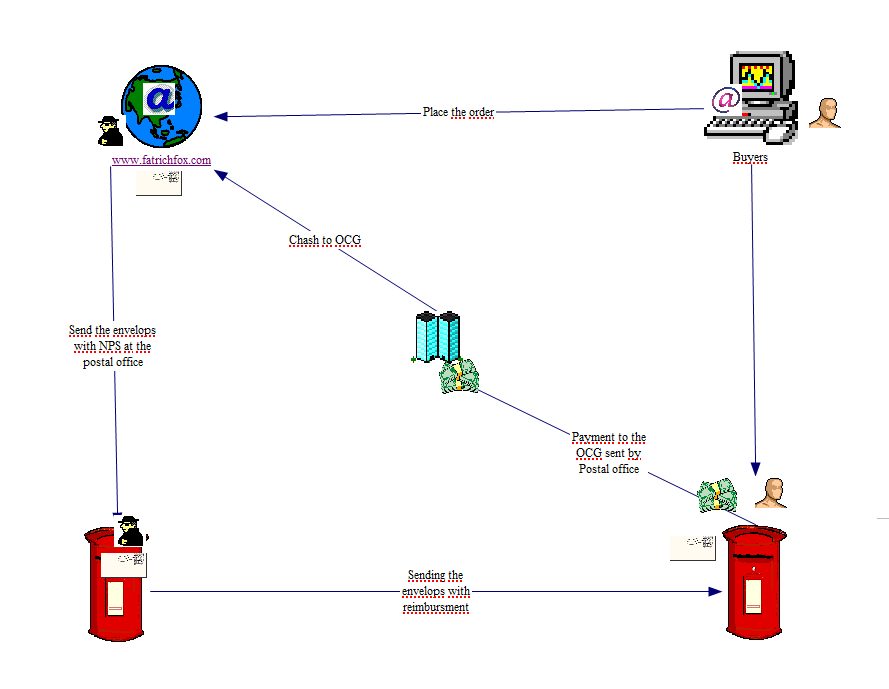 Place the order
www.fatrichfox.com
Buyers
Chash to OCG
Send the envelops
with NPS at the
postal office
Payment to the
OCG sent by
Postal office
Sending the
envelops with
reimbursment